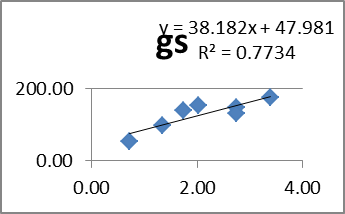 y = 38.182x + 47.981
gs
R² = 0.7734
200.00
0.00
0.00
2.00
4.00